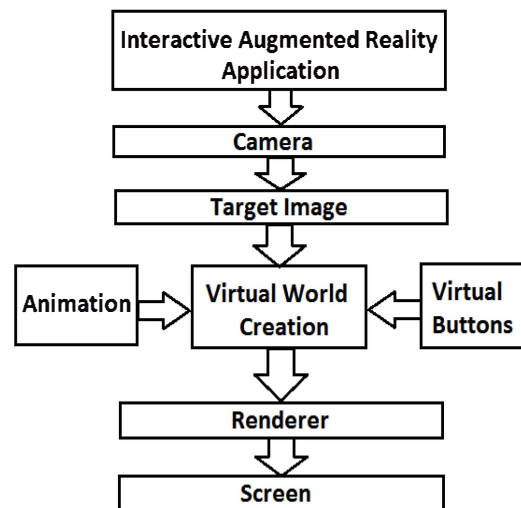 Interactive Augmented Reality
Application
Camera
Target Image
Animation
Virtual World
Creation
Virtual
Buttons
Renderer
Screen